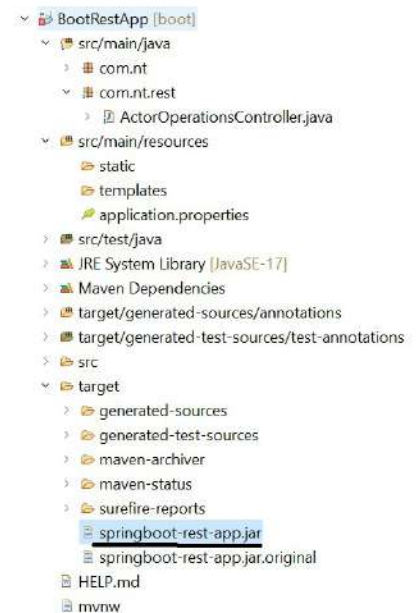 BootRestApp [boot]
src/main/java
com.nt
com.nt.rest
ActorOperationsController.java
src/main/resources
static
templates
application.properties
src/test/java
JRE System Library [JavaSE-17]
Maven Dependencies
target/generated-sources/annotations
target/generated-test-sources/test-annotations
src
target
generated-sources
generated-test-sources
maven-archiver
maven-status
surefire-reports
springboot-rest-app.jar
springboot-rest-app.jar.original
HELP.md
mvnw